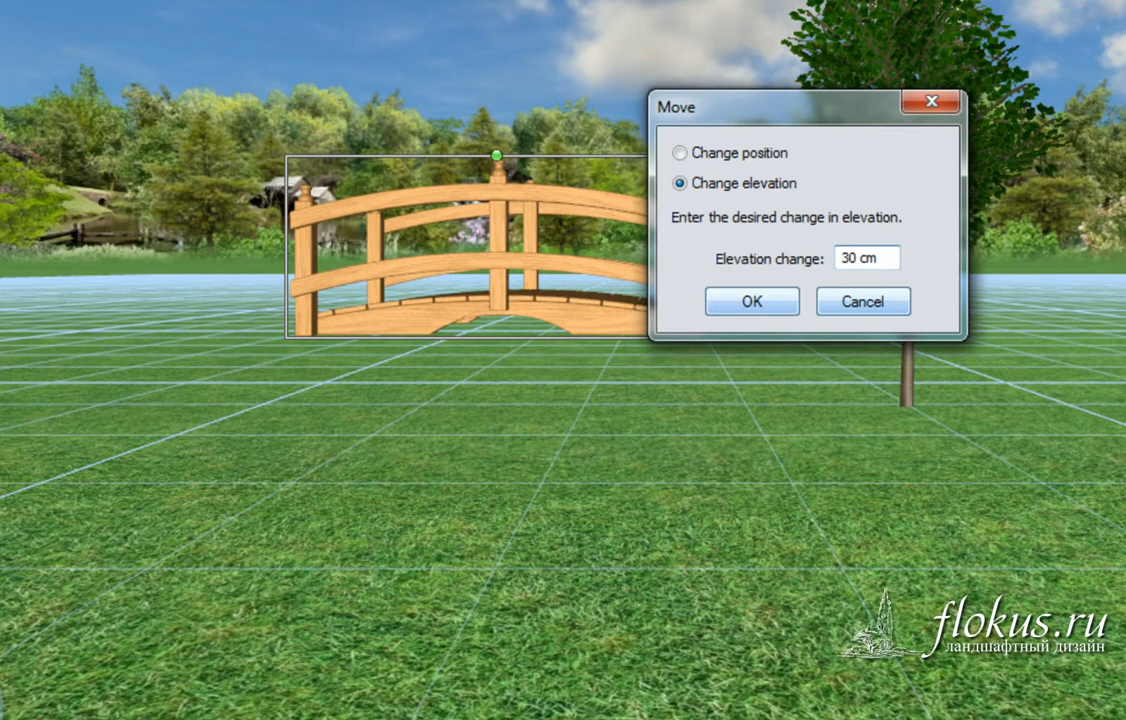 Move
Change position
Change elevation
Enter the desired change in elevation.
Elevation change: 30 cm
OK Cancel
flokus.ru
ландшафтный дизайн